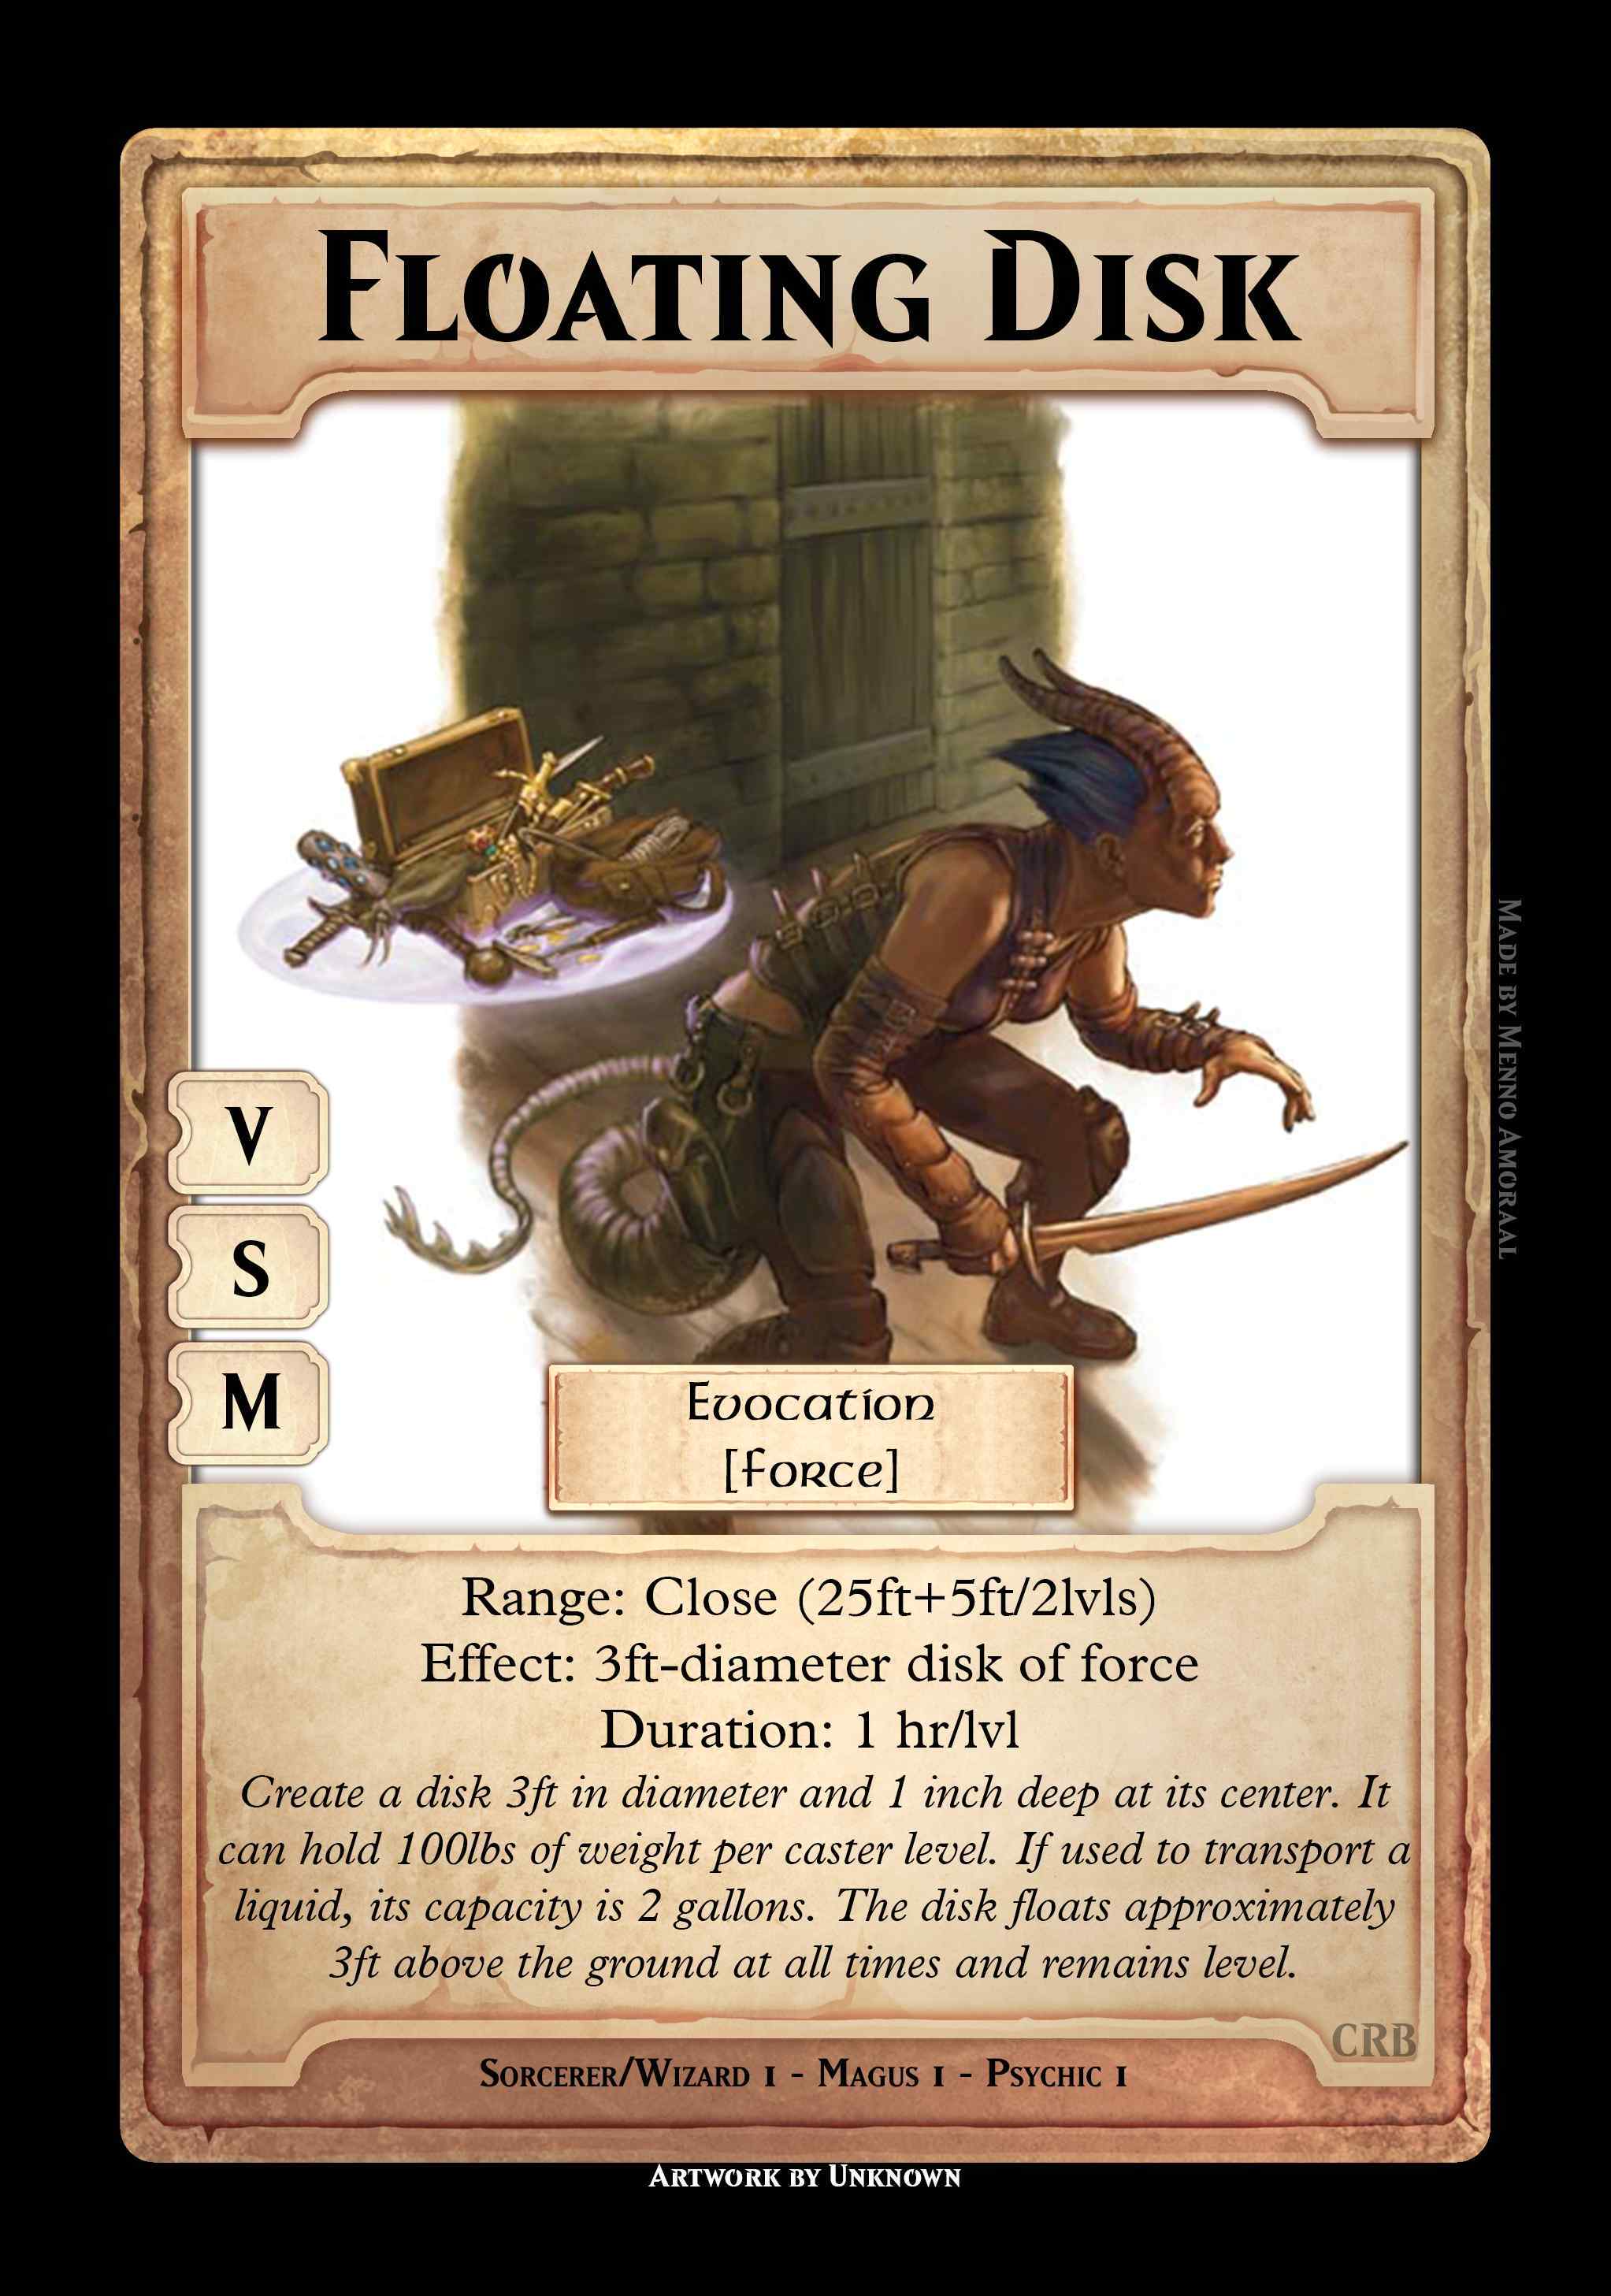 Floating Disk
V
S
M
Evocation
[Force]
Range: Close (25ft+5ft/2lvls)
Effect: 3ft-diameter disk of force
Duration: 1 hr/lvl
Create a disk 3ft in diameter and 1 inch deep at its center. It
can hold 100lbs of weight per caster level. If used to transport a
liquid, its capacity is 2 gallons. The disk floats approximately
3ft above the ground at all times and remains level.
CRB
Sorcerer/Wizard 1 - Magus 1 - Psychic 1
Artwork by Unknown
Made by Menno Amoraal